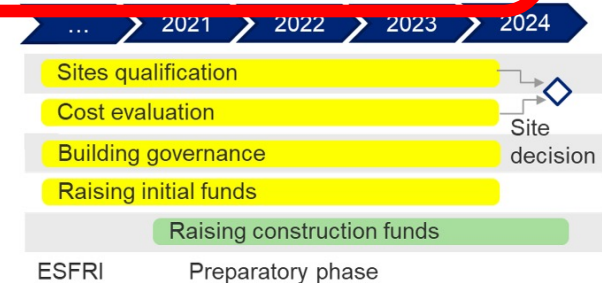 ... 2021 2022 2023 2024
Sites qualification
Cost evaluation
Site
Building governance decision
Raising initial funds
Raising construction funds
ESFRI Preparatory phase